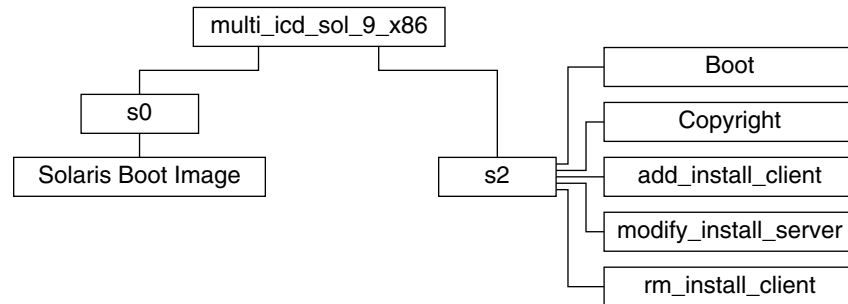 multi_icd_sol_9_x86
s0
Solaris Boot Image
s2
Boot
Copyright
add_install_client
modify_install_server
rm_install_client